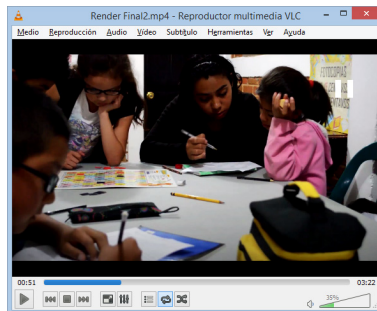 Render Final2.mp4 - Reproductor multimedia VLC
Medio Reproducción Audio Vídeo Subtítulo Herramientas Ver Ayuda
FOTOCOPIAS
00:51
03:22
35%